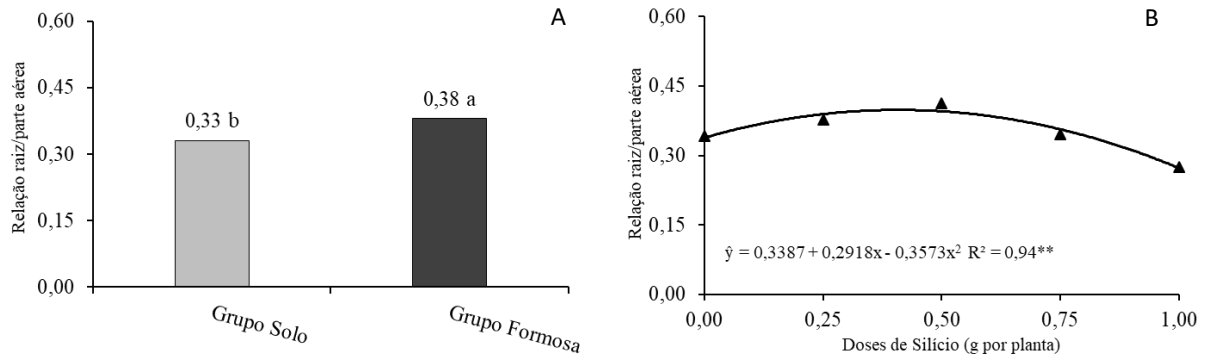 A
Relação raiz/parte aérea
0,60
0,45
0,30
0,15
0,00
0,33 b
0,38 a
Grupo Solo
Grupo Formosa
B
Relação raiz/parte aérea
0,60
0,45
0,30
0,15
0,00
ŷ = 0,3387 + 0,2918x - 0,3573x² R² = 0,94**
0,00 0,25 0,50 0,75 1,00
Doses de Silício (g por planta)